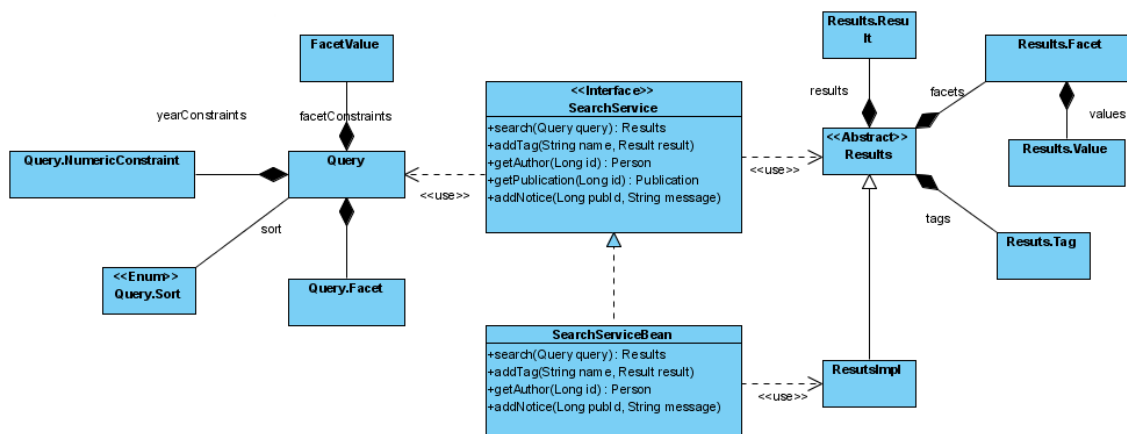 FacetValue
yearConstraints
facetConstraints
Query.NumericConstraint
Query
sort
<<Enum>>
Query.Sort
Query.Facet
<<use>>
<<Interface>>
SearchService
+search(Query query) : Results
+addTag(String name, Result result)
+getAuthor(Long id) : Person
+getPublication(Long id) : Publication
+addNotice(Long pubId, String message)
SearchServiceBean
+search(Query query) : Results
+addTag(String name, Result result)
+getAuthor(Long id) : Person
+addNotice(Long pubId, String message)
<<use>>
<<use>>
Results.Resu
lt
results
Results.Facet
facets
values
<<Abstract>>
Results
Results.Value
tags
Resuts.Tag
ResutsImpl